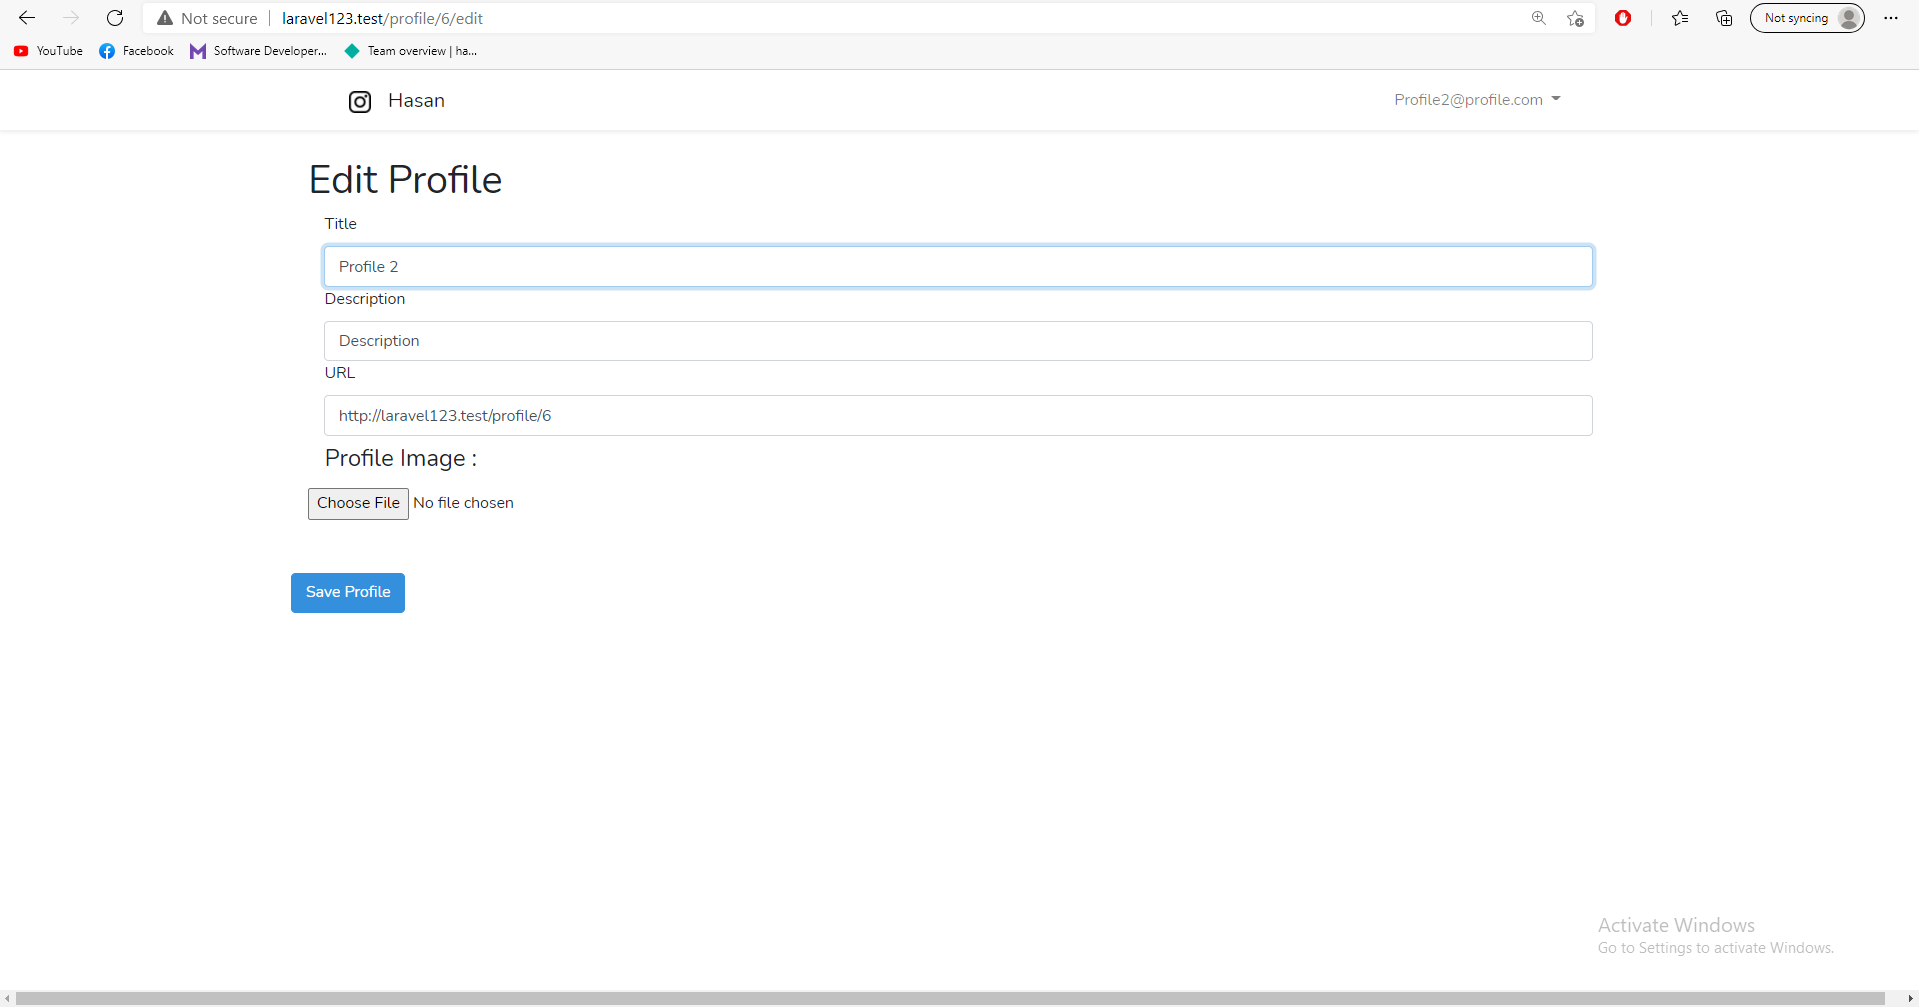 Not secure laravel123.test/profile/6/edit Not syncing
YouTube Facebook Software Developer... Team overview | ha...
Hasan Profile2@profile.com
Edit Profile
Title
Profile 2
Description
Description
URL
http://laravel123.test/profile/6
Profile Image :
Choose File No file chosen
Save Profile
Activate Windows
Go to Settings to activate Windows.